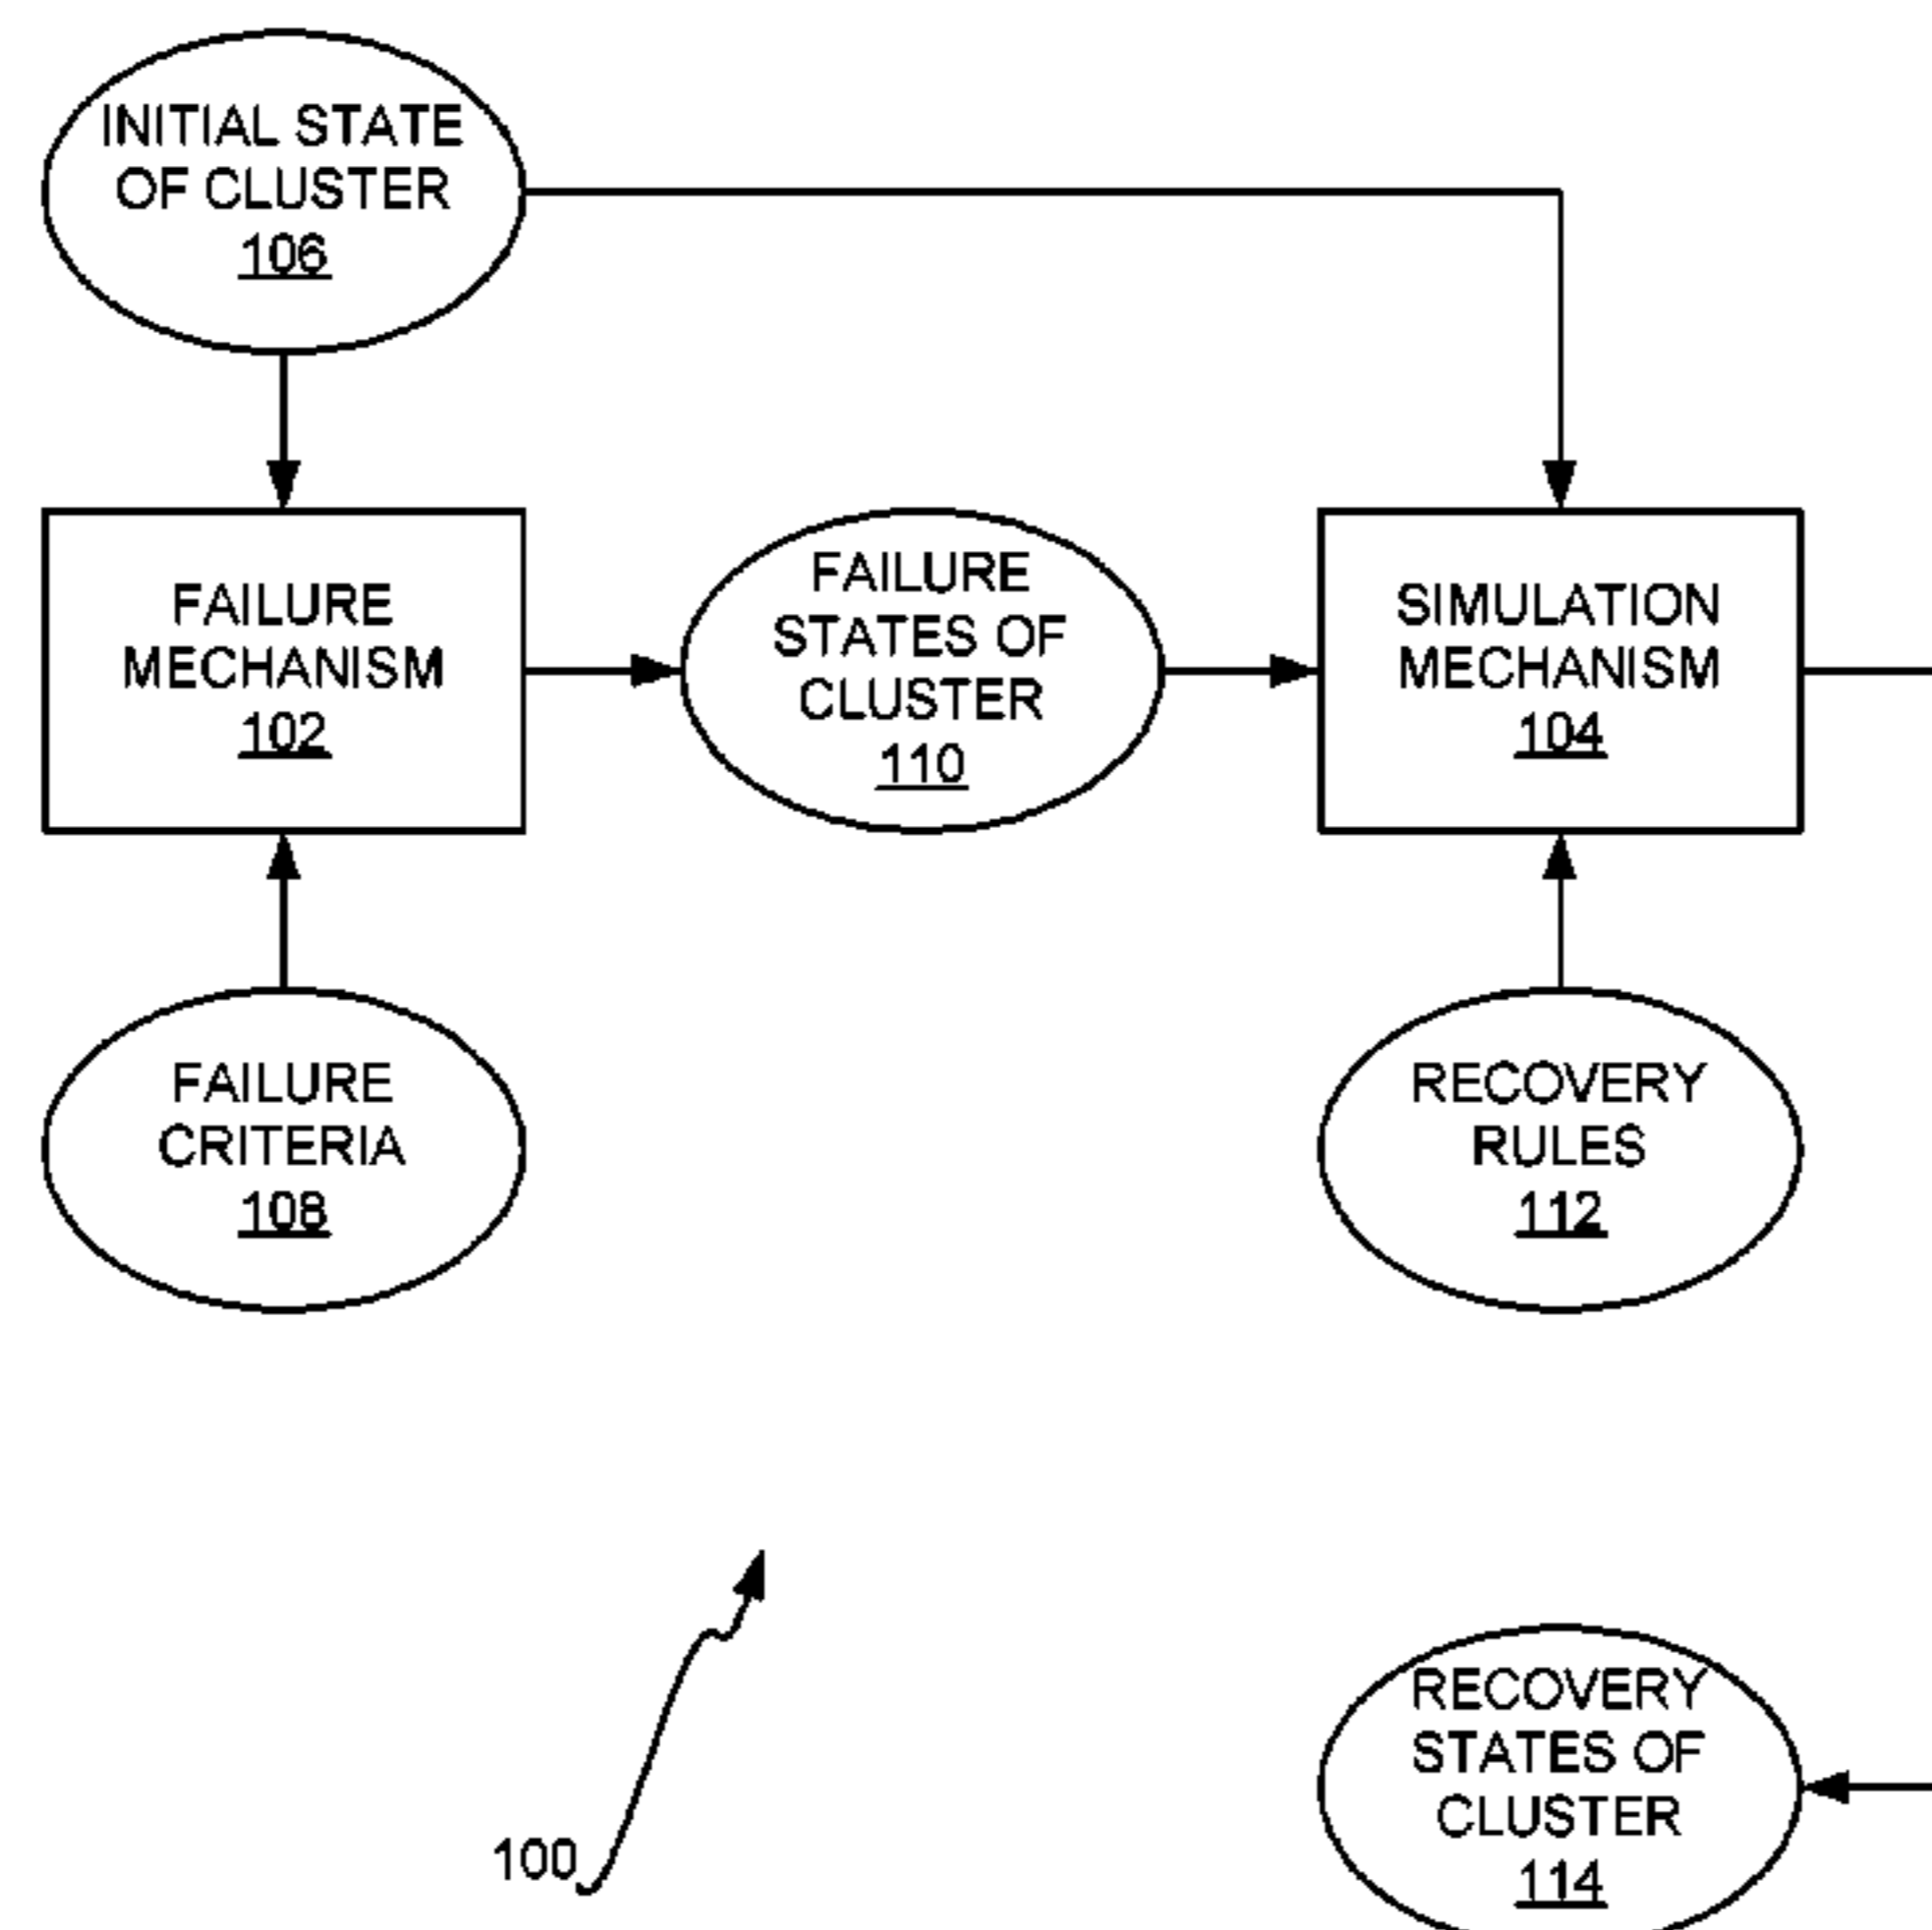 INITIAL STATE
OF CLUSTER
106
FAILURE
MECHANISM
102
FAILURE
STATES OF
CLUSTER
110
SIMULATION
MECHANISM
104
FAILURE
CRITERIA
108
RECOVERY
RULES
112
RECOVERY
STATES OF
CLUSTER
114
100